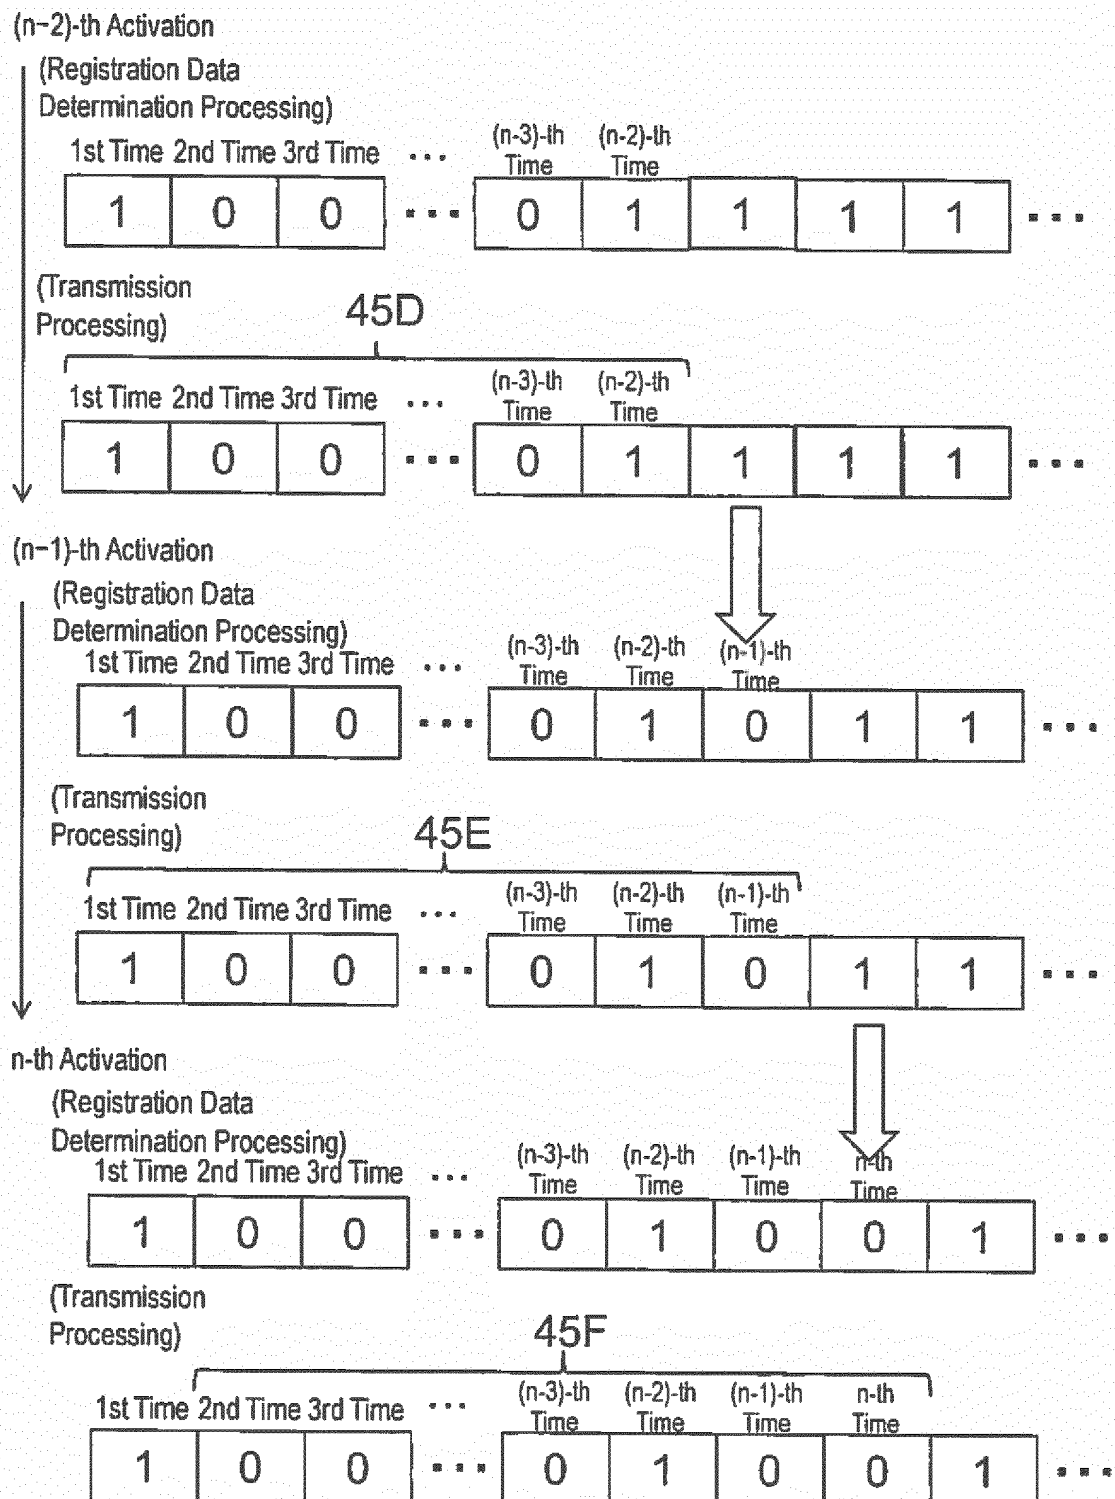 (n−2)-th Activation
(Registration Data
Determination Processing)
1st Time 2nd Time 3rd Time ... (n-3)-th Time (n-2)-th Time
1 0 0 ... 0 1 1 1 1 ...
(Transmission
Processing)
45D
1st Time 2nd Time 3rd Time ... (n-3)-th Time (n-2)-th Time
1 0 0 ... 0 1 1 1 1 ...
(n−1)-th Activation
(Registration Data
Determination Processing)
1st Time 2nd Time 3rd Time ... (n-3)-th Time (n-2)-th Time (n-1)-th Time
1 0 0 ... 0 1 0 1 1 ...
(Transmission
Processing)
45E
1st Time 2nd Time 3rd Time ... (n-3)-th Time (n-2)-th Time (n-1)-th Time
1 0 0 ... 0 1 0 1 1 ...
n-th Activation
(Registration Data
Determination Processing)
1st Time 2nd Time 3rd Time ... (n-3)-th Time (n-2)-th Time (n-1)-th Time n-th Time
1 0 0 ... 0 1 0 0 1 ...
(Transmission
Processing)
45F
1st Time 2nd Time 3rd Time ... (n-3)-th Time (n-2)-th Time (n-1)-th Time n-th Time
1 0 0 ... 0 1 0 0 1 ...